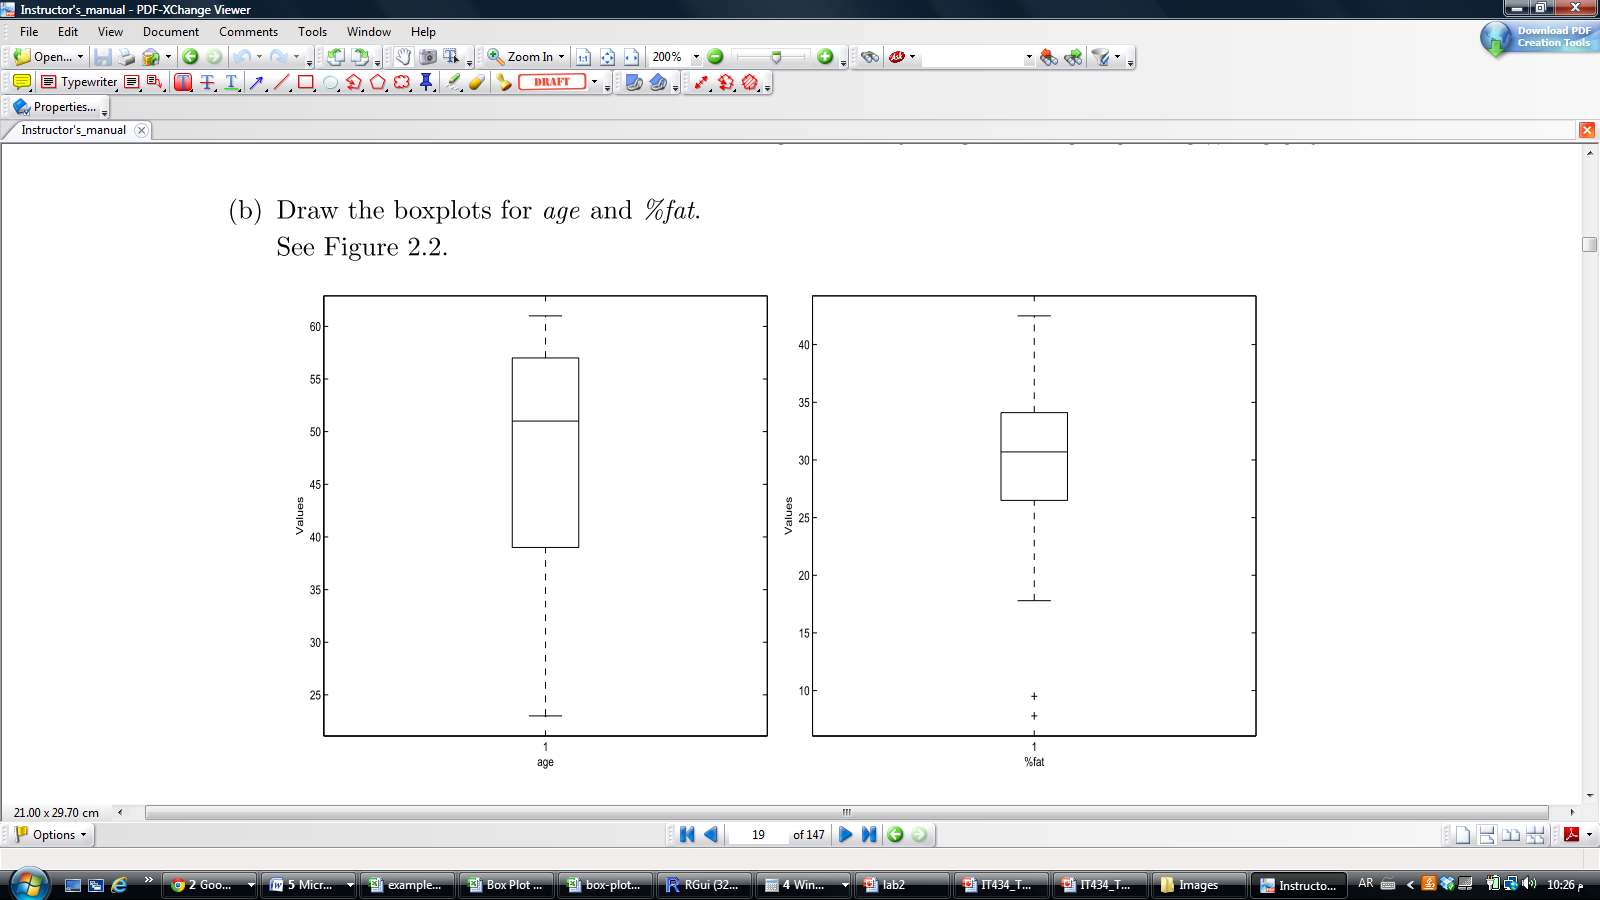 Instructor's_manual - PDF-XChange Viewer
File Edit View Document Comments Tools Window Help
Download PDF
Creation Tools
Open... Zoom In 200%
Typewriter DRAFT
Properties...
Instructor's_manual
(b) Draw the boxplots for age and %fat.
See Figure 2.2.
60
55
50
45
40
35
30
25
Values
1
age
40
35
30
25
20
15
10
Values
1
%fat
21.00 x 29.70 cm
Options 19 of 147
2 Goo... 5 Micr... example... Box Plot ... box-plot... RGui (32... 4 Win... lab2 IT434_T... IT434_T... Images Instructo... AR 10:26 م